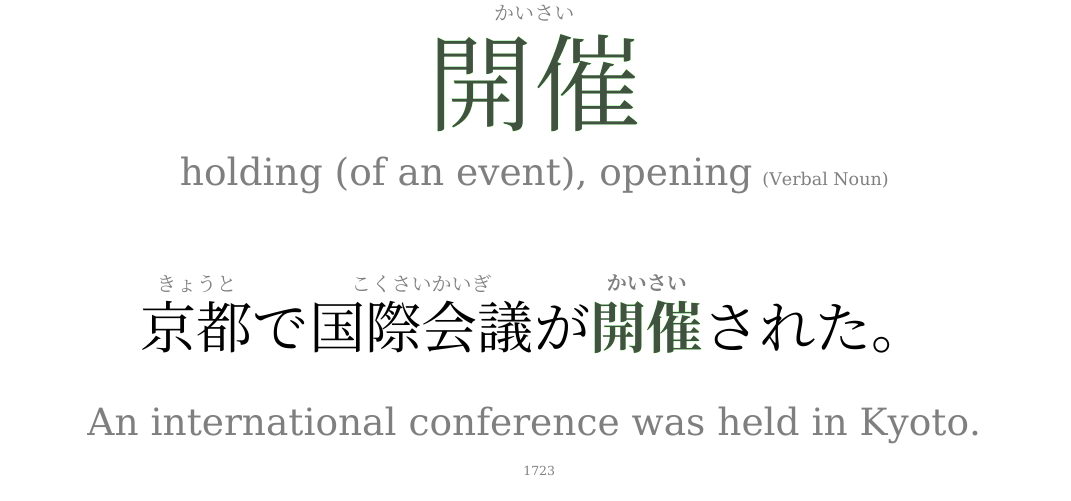 かいさい
開催
holding (of an event), opening (Verbal Noun)
きょうと こくさいかいぎ かいさい
京都で国際会議が開催された。
An international conference was held in Kyoto.
1723